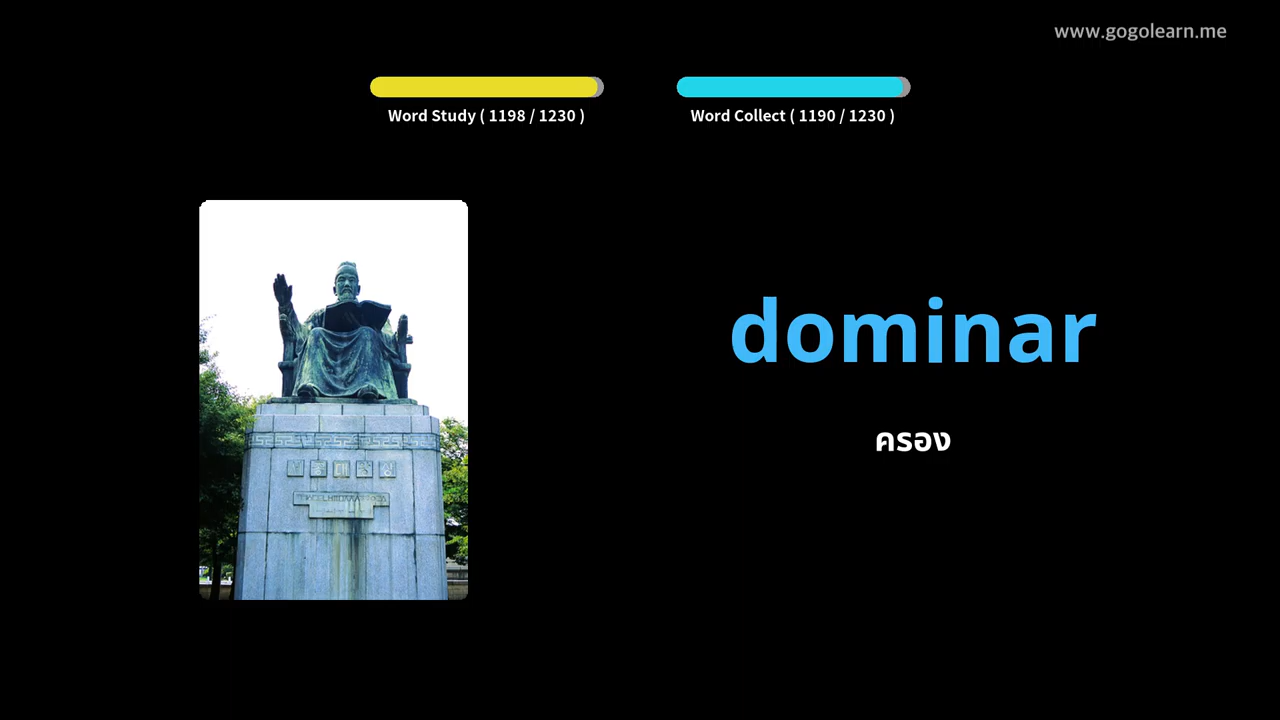 www.gogolearn.me
Word Study ( 1198 / 1230 )
Word Collect ( 1190 / 1230 )
dominar
ครอง